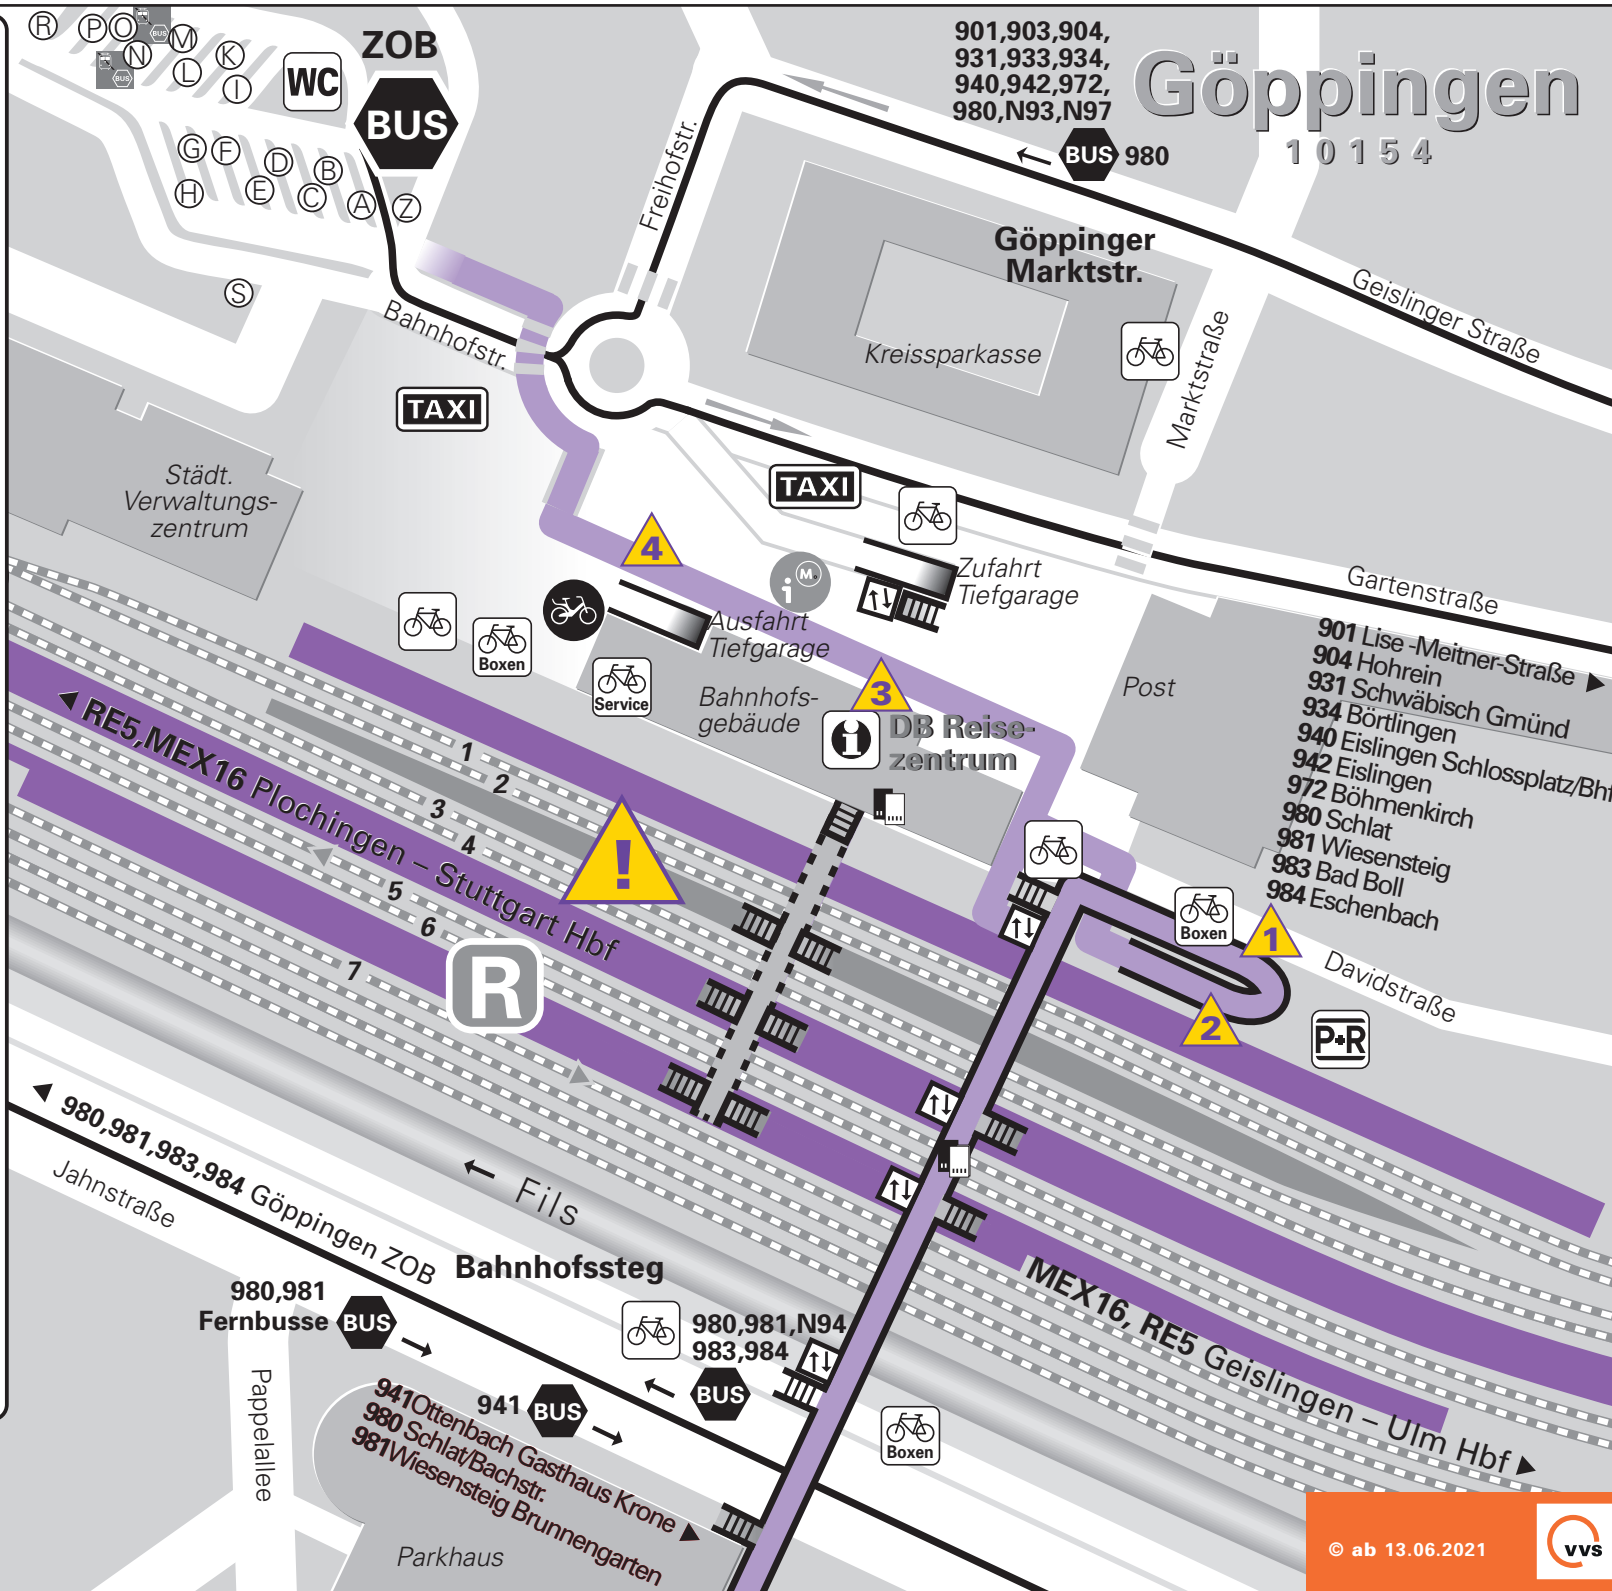 Göppingen
10154
901,903,904,
931,933,934,
940,942,972,
980,N93,N97
BUS 980
R
P
O
N
M
L
K
I
BUS
BUS
WC
ZOB
BUS
G
F
D
B
H
E
C
A
Z
S
Freihofstr.
Bahnhofstr.
Göppinger
Marktstr.
Kreissparkasse
Marktstraße
Geislinger Straße
TAXI
TAXI
Städt.
Verwaltungs-
zentrum
4
i
M
Zufahrt
Tiefgarage
Ausfahrt
Tiefgarage
Gartenstraße
Boxen
Service
Bahnhofs-
gebäude
3
i
DB Reise-
zentrum
Post
901 Lise -Meitner-Straße
904 Hohrein
931 Schwäbisch Gmünd
934 Börtlingen
940 Eislingen Schlossplatz/Bhf
942 Eislingen
972 Böhmenkirch
980 Schlat
981 Wiesensteig
983 Bad Boll
984 Eschenbach
RE5,MEX16 Plochingen – Stuttgart Hbf
1
2
3
4
5
6
7
!
R
Boxen
1
2
Davidstraße
P+R
980,981,983,984 Göppingen ZOB
Jahnstraße
Fils
Bahnhofssteg
980,981
Fernbusse BUS
980,981,N94
983,984
BUS
941 BUS
MEX16, RE5 Geislingen – Ulm Hbf
Pappelallee
941 Ottenbach Gasthaus Krone
980 Schlat/Bachstr.
981 Wiesensteig Brunnengarten
Boxen
Parkhaus
© ab 13.06.2021
vvs